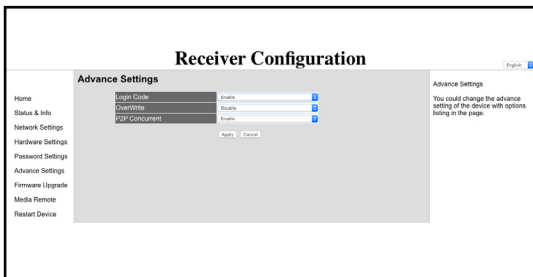 Receiver Configuration
English
Home
Status & Info
Network Settings
Hardware Settings
Password Settings
Advance Settings
Firmware Upgrade
Media Remote
Restart Device
Advance Settings
Login Code Enable
OverWrite Disable
P2P Concurrent Enable
Apply Cancel
Advance Settings
You could change the advance
setting of the device with options
listing in the page.